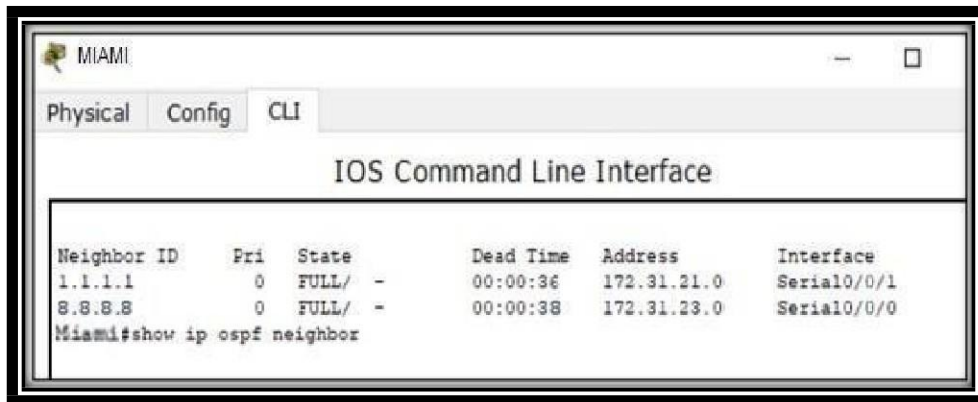 MIAMI
Physical Config CLI
IOS Command Line Interface
Neighbor ID Pri State Dead Time Address Interface
1.1.1.1 0 FULL/ - 00:00:36 172.31.21.0 Serial0/0/1
8.8.8.8 0 FULL/ - 00:00:38 172.31.23.0 Serial0/0/0
Miami#show ip ospf neighbor